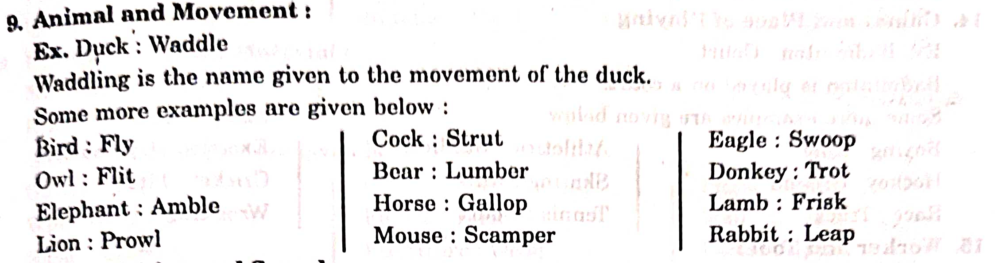 9. Animal and Movement :
Ex. Duck : Waddle
Waddling is the name given to the movement of the duck.
Some more examples are given below :
Bird : Fly
Owl : Flit
Elephant : Amble
Lion : Prowl
Cock : Strut
Bear : Lumber
Horse : Gallop
Mouse : Scamper
Eagle : Swoop
Donkey : Trot
Lamb : Frisk
Rabbit : Leap